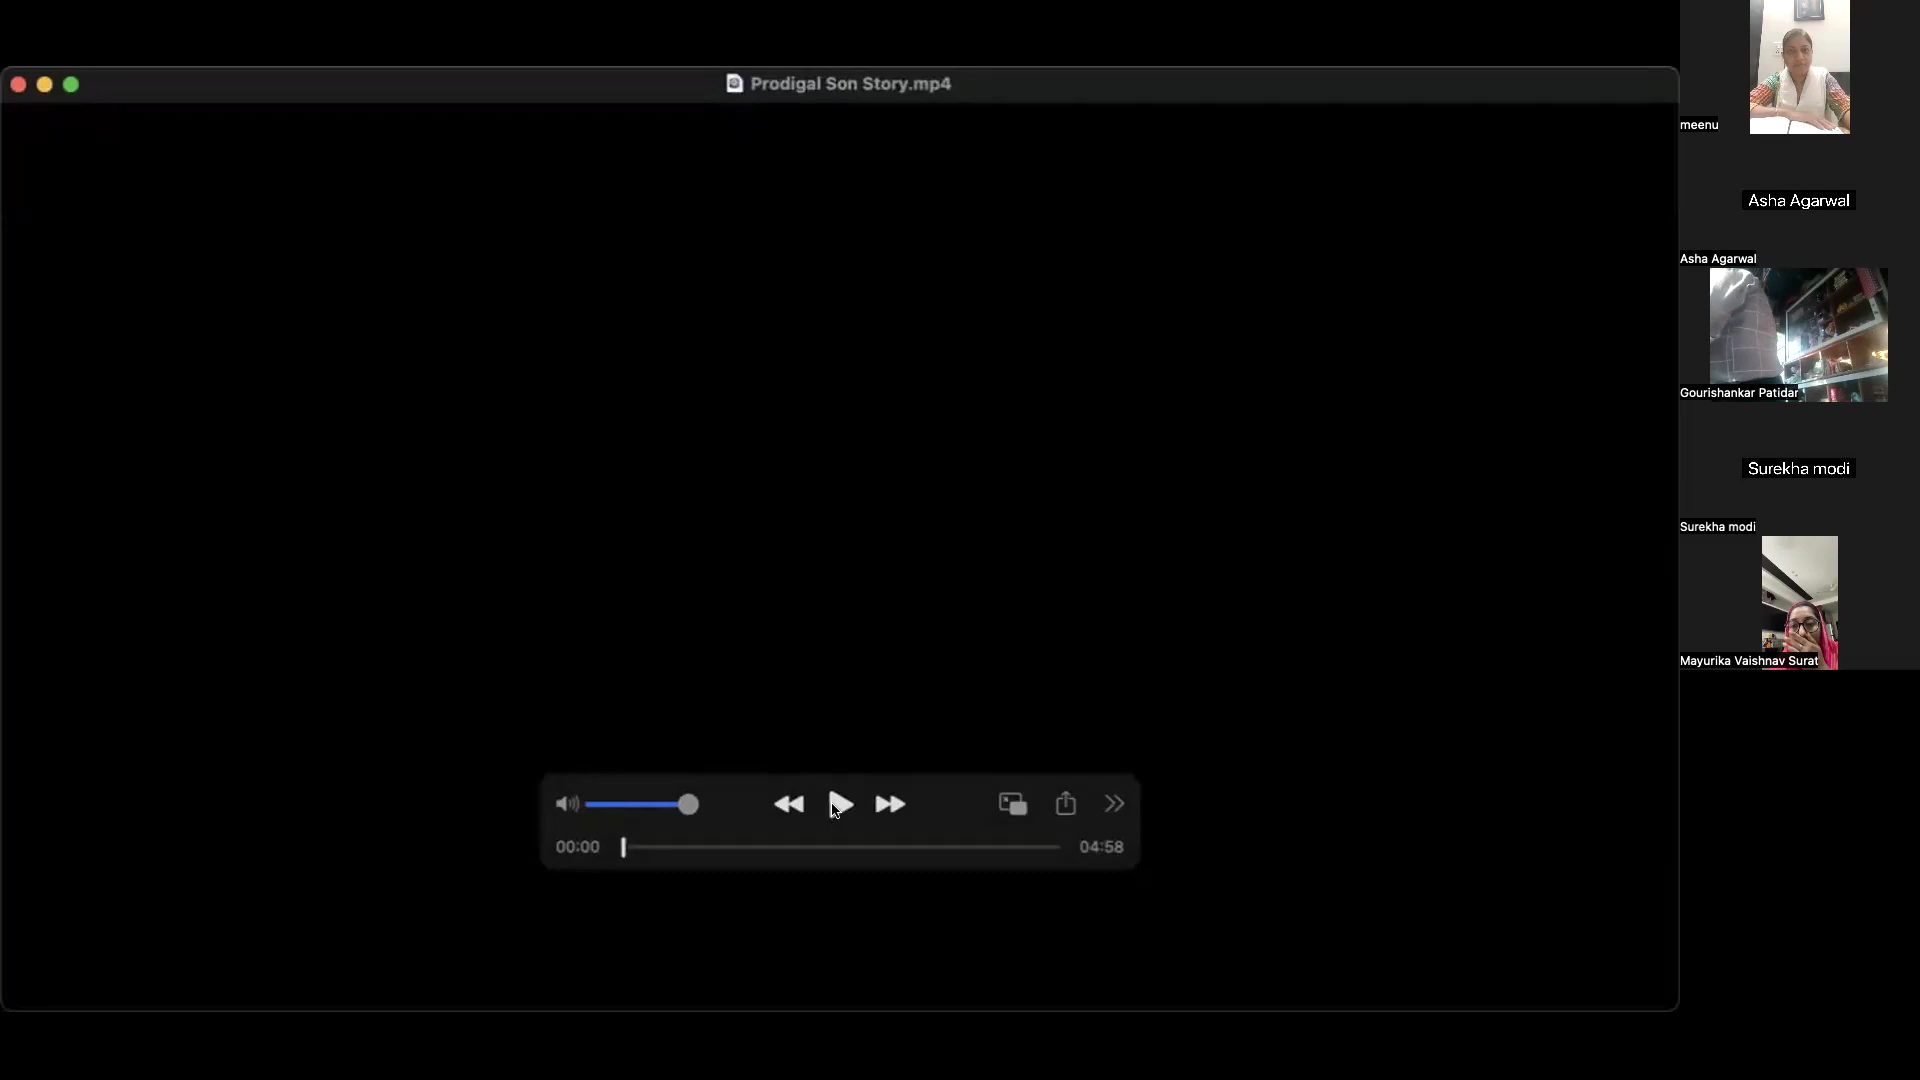 Prodigal Son Story.mp4
meenu
Asha Agarwal
Asha Agarwal
Gourishankar Patidar
Surekha modi
Surekha modi
Mayurika Vaishnav Surat
00:00
04:58